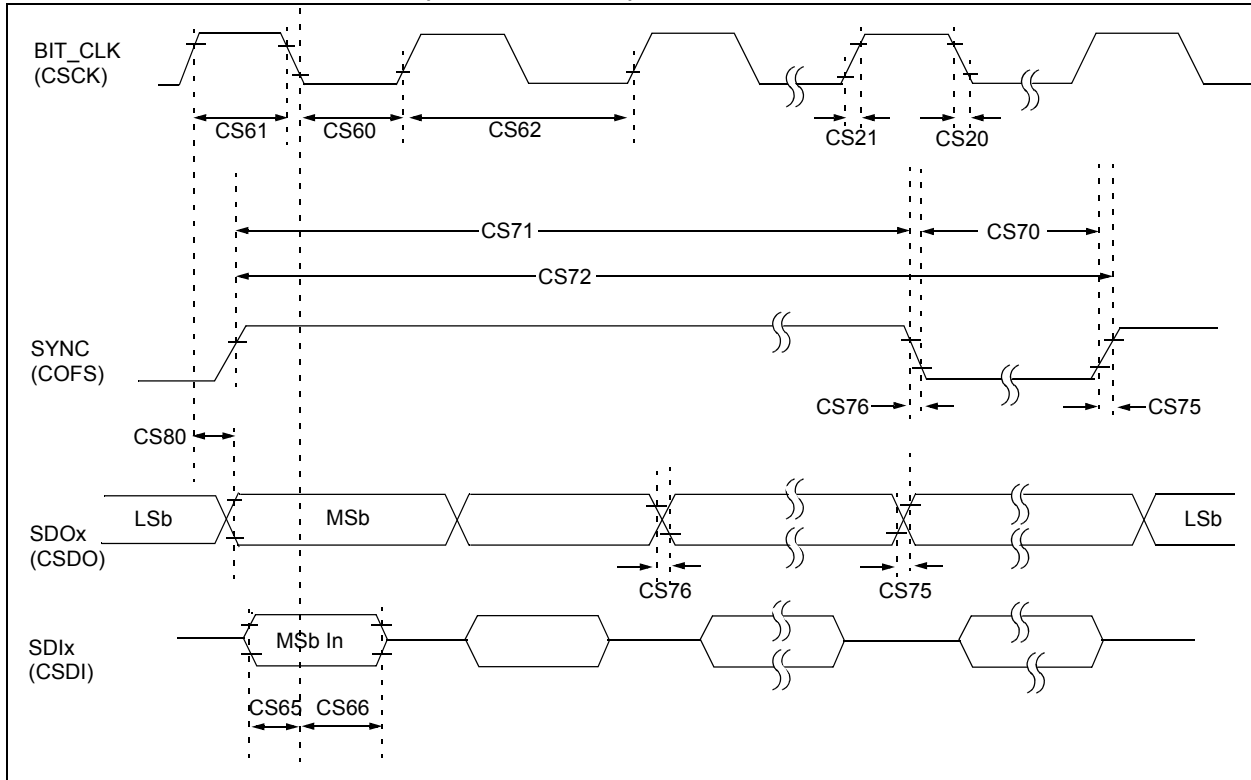 BIT_CLK
(CSCK)
CS61
CS60
CS62
CS21
CS20
CS71
CS70
CS72
SYNC
(COFS)
CS76
CS75
CS80
LSb
MSb
LSb
SDOx
(CSDO)
CS76
CS75
MSb In
SDIx
(CSDI)
CS65
CS66